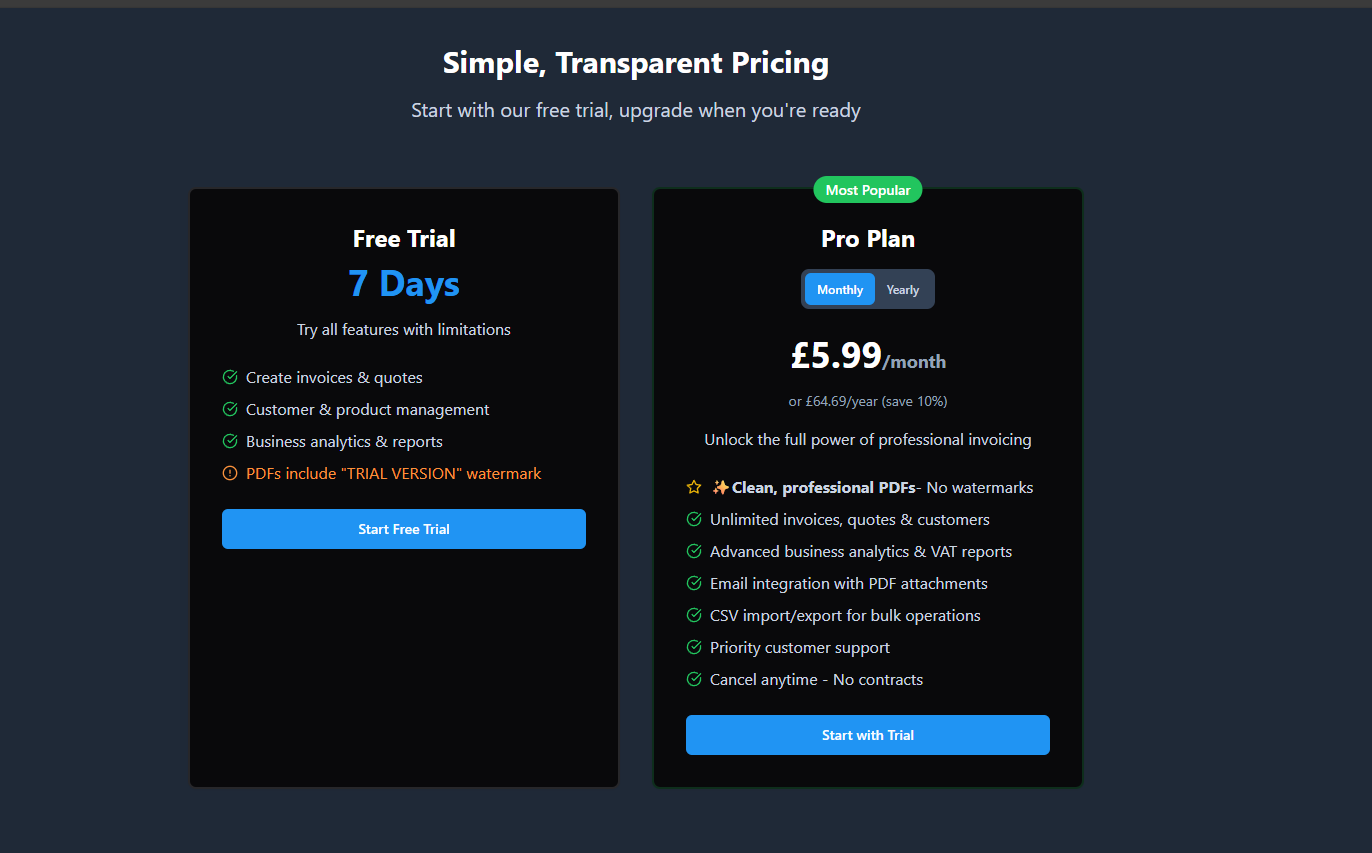 Simple, Transparent Pricing
Start with our free trial, upgrade when you're ready
Free Trial
7 Days
Try all features with limitations
Create invoices & quotes
Customer & product management
Business analytics & reports
PDFs include "TRIAL VERSION" watermark
Start Free Trial
Most Popular
Pro Plan
Monthly Yearly
£5.99/month
or £64.69/year (save 10%)
Unlock the full power of professional invoicing
✨Clean, professional PDFs- No watermarks
Unlimited invoices, quotes & customers
Advanced business analytics & VAT reports
Email integration with PDF attachments
CSV import/export for bulk operations
Priority customer support
Cancel anytime - No contracts
Start with Trial